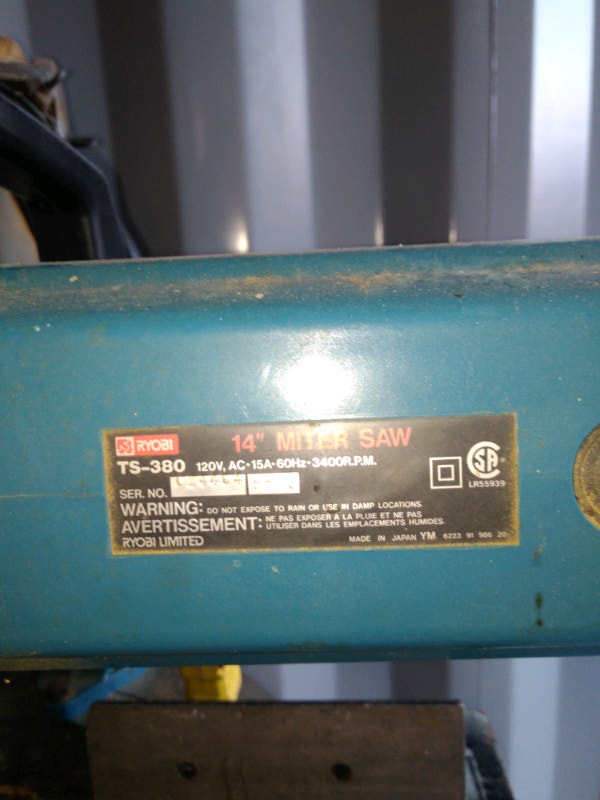 RYOBI
14" MITER SAW
TS-380 120V, AC·15A·60Hz·3400R.P.M.
SER. NO.
LR55939
WARNING: DO NOT EXPOSE TO RAIN OR USE IN DAMP LOCATIONS.
AVERTISSEMENT: NE PAS EXPOSER A LA PLUIE ET NE PAS
UTILISER DANS LES EMPLACEMENTS HUMIDES.
RYOBI LIMITED
MADE IN JAPAN YM 6223 91 986 20